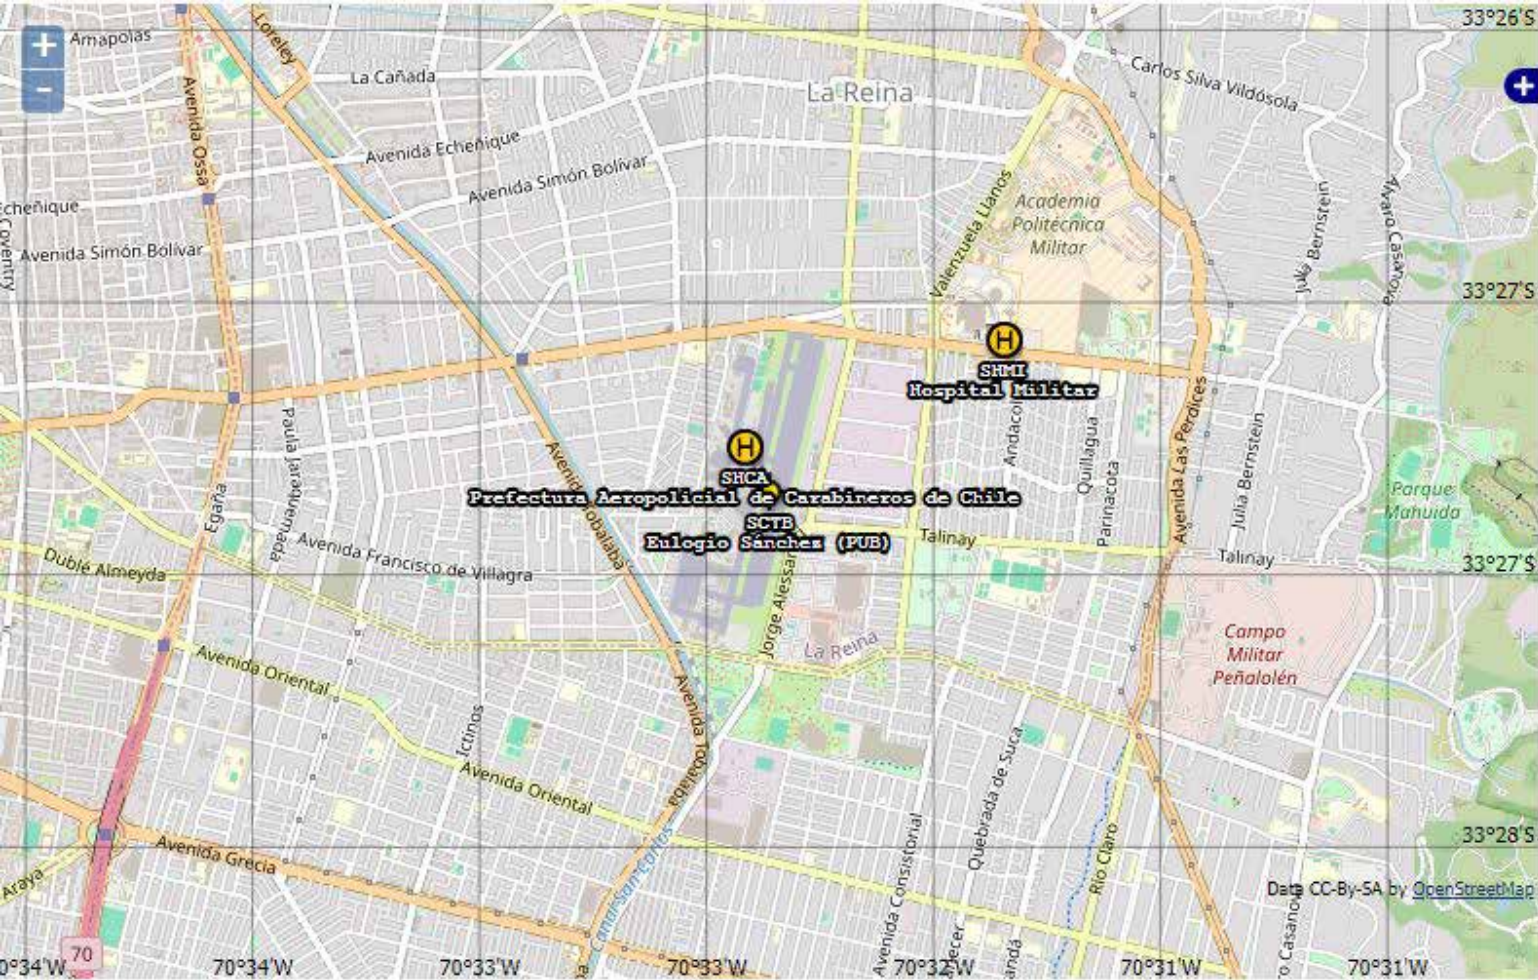 33°26'S
Amapolas
Loreley
+
-
La Cañada
La Reina
Carlos Silva Vildósola
+
Avenida Ossa
Avenida Echeñique
Avenida Simón Bolívar
Echeñique
Coventry
Avenida Simón Bolívar
Valenzuela Llanos
Academia
Politécnica
Militar
Julia Bernstein
Álvaro Casanova
33°27'S
H
SHMI
Hospital Militar
H
SHCA
Prefectura Aeropolicial de Carabineros de Chile
SCTB
Eulogio Sánchez (PUB)
Paula Jaraquemada
Egaña
Avenida Tobalaba
Andacol
Quillagua
Parinacota
Avenida Las Perdices
Julia Bernstein
Parque
Mahuida
Talinay
Talinay
Dublé Almeyda
Avenida Francisco de Villagra
33°27'S
Jorge Alessan
La Reina
Campo
Militar
Peñalolén
Avenida Oriental
Avenida Tobalaba
Ictinos
Avenida Oriental
Quebrada de Suca
33°28'S
Avenida Grecia
Araya
Canal San Carlos
Avenida Consistorial
Río Claro
Data CC-By-SA by OpenStreetMap
70
ecer
anda
o Casanov
0°34'W
70°34'W
70°33'W
70°33'W
70°32'W
70°31'W
70°31'W